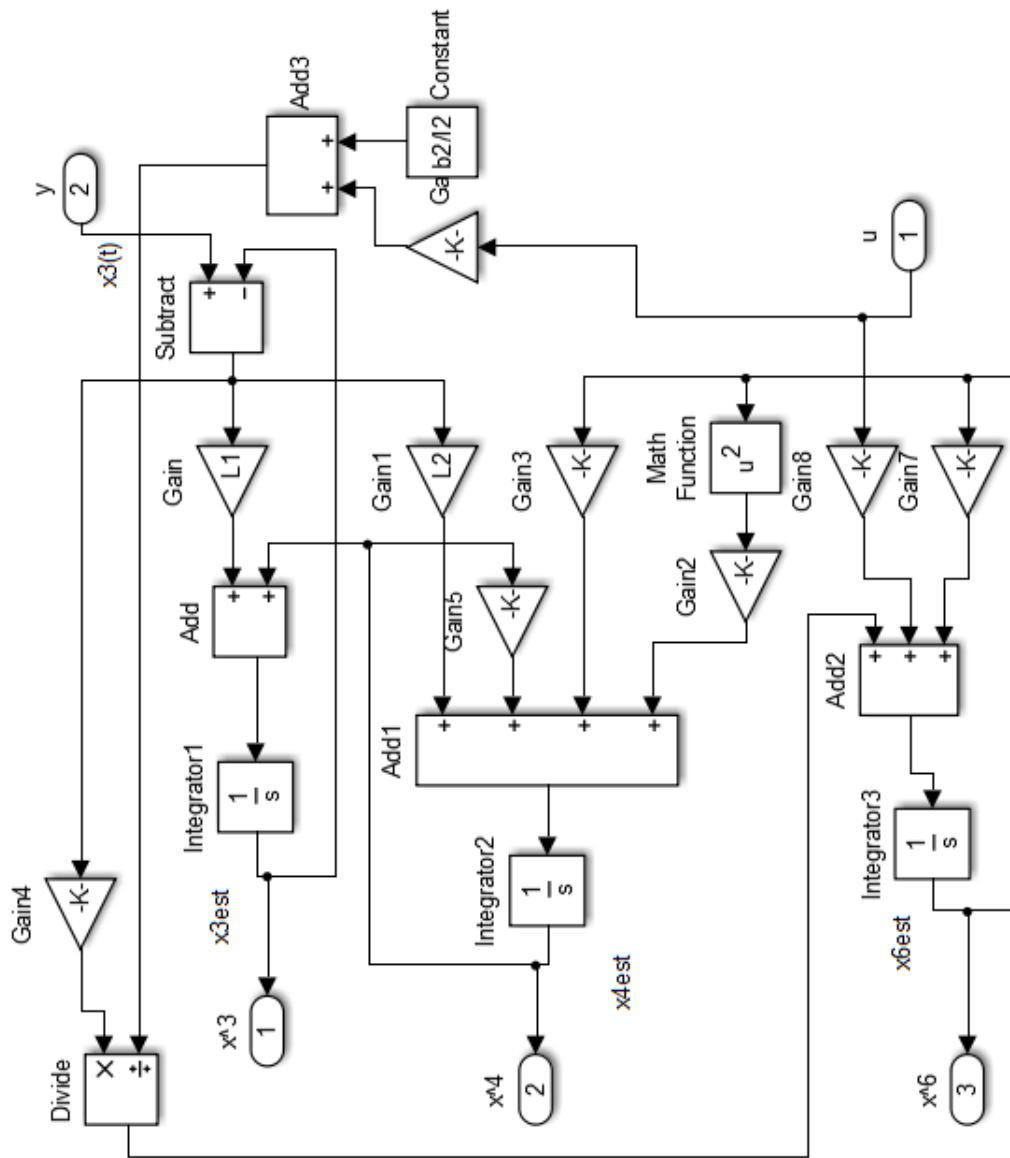 Divide
×
÷
Gain4
-K-
y
2
x3(t)
Subtract
+
−
Gain
L1
Add
+
+
Integrator1
1
s
x3est
x^3
1
Add3
+
+
Constant
b2/I2
Ga
-K-
Gain1
L2
Gain5
-K-
Gain3
-K-
Add1
+
+
+
+
Integrator2
1
s
x4est
x^4
2
Math
Function
u²
Gain2
-K-
Gain8
-K-
Gain7
-K-
u
1
Add2
+
+
+
Integrator3
1
s
x6est
x^6
3